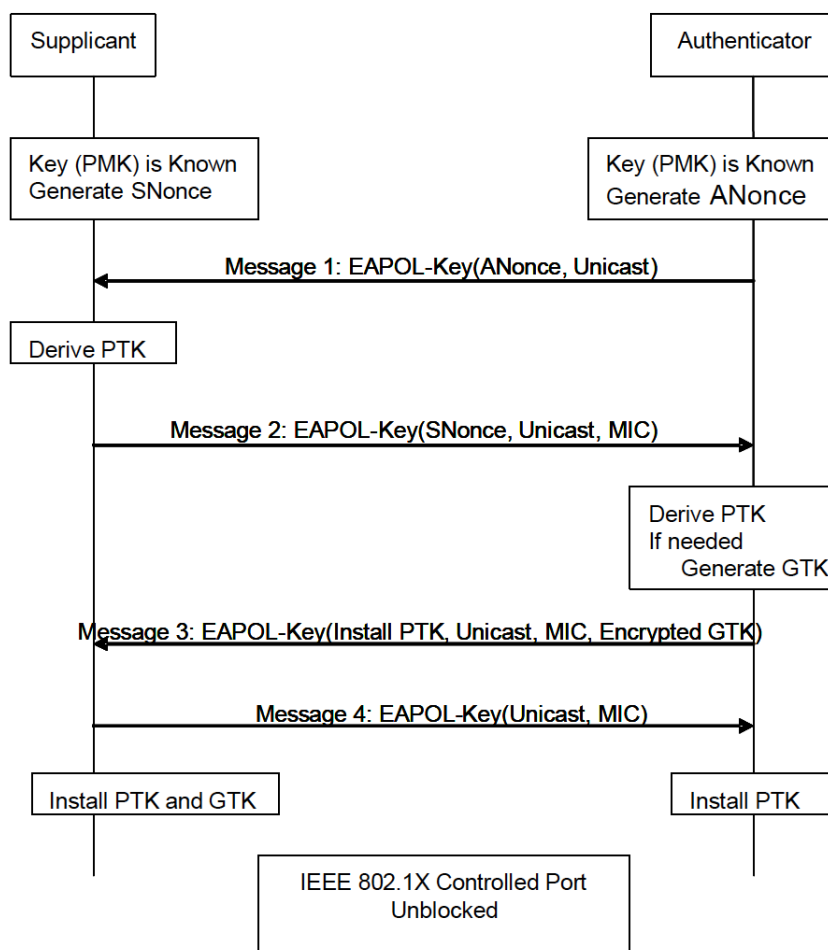 Supplicant
Authenticator
Key (PMK) is Known
Generate SNonce
Key (PMK) is Known
Generate ANonce
Message 1: EAPOL-Key(ANonce, Unicast)
Derive PTK
Message 2: EAPOL-Key(SNonce, Unicast, MIC)
Derive PTK
If needed
Generate GTK
Message 3: EAPOL-Key(Install PTK, Unicast, MIC, Encrypted GTK)
Message 4: EAPOL-Key(Unicast, MIC)
Install PTK and GTK
Install PTK
IEEE 802.1X Controlled Port
Unblocked